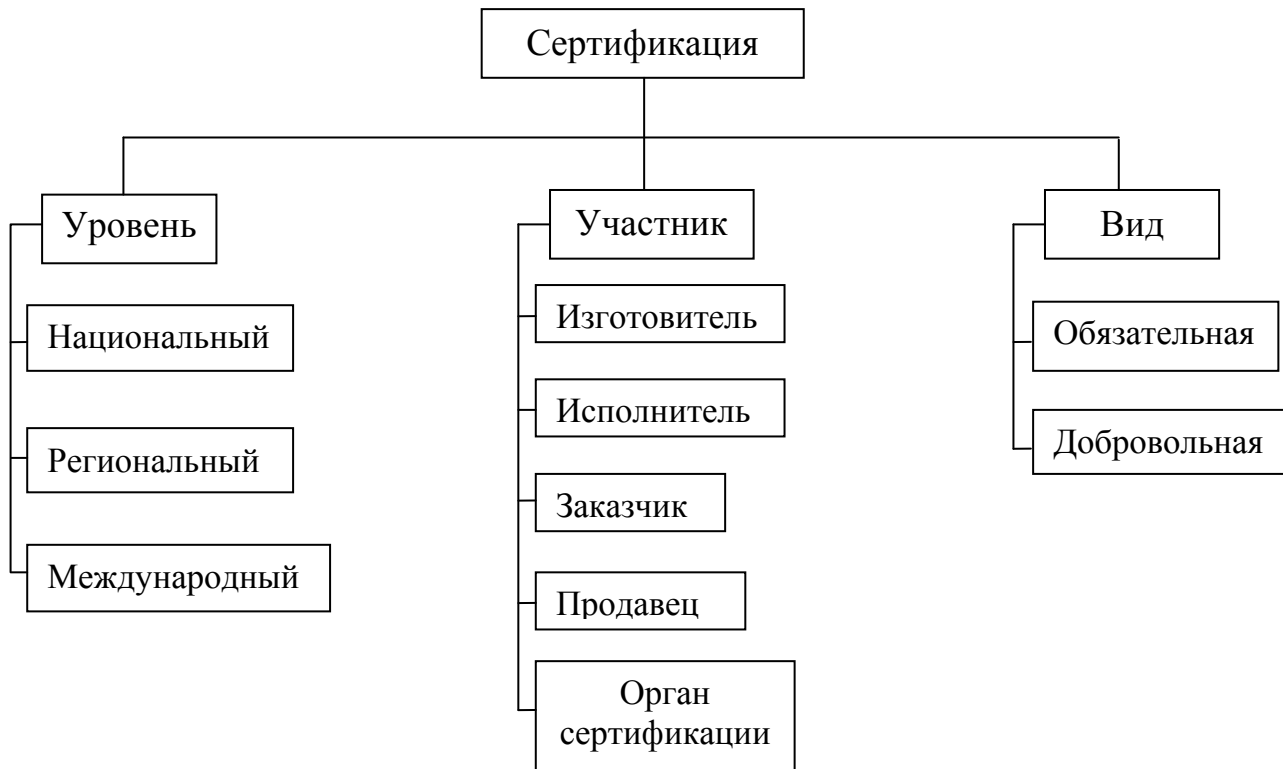 Сертификация
Уровень
Национальный
Региональный
Международный
Участник
Изготовитель
Исполнитель
Заказчик
Продавец
Орган
сертификации
Вид
Обязательная
Добровольная